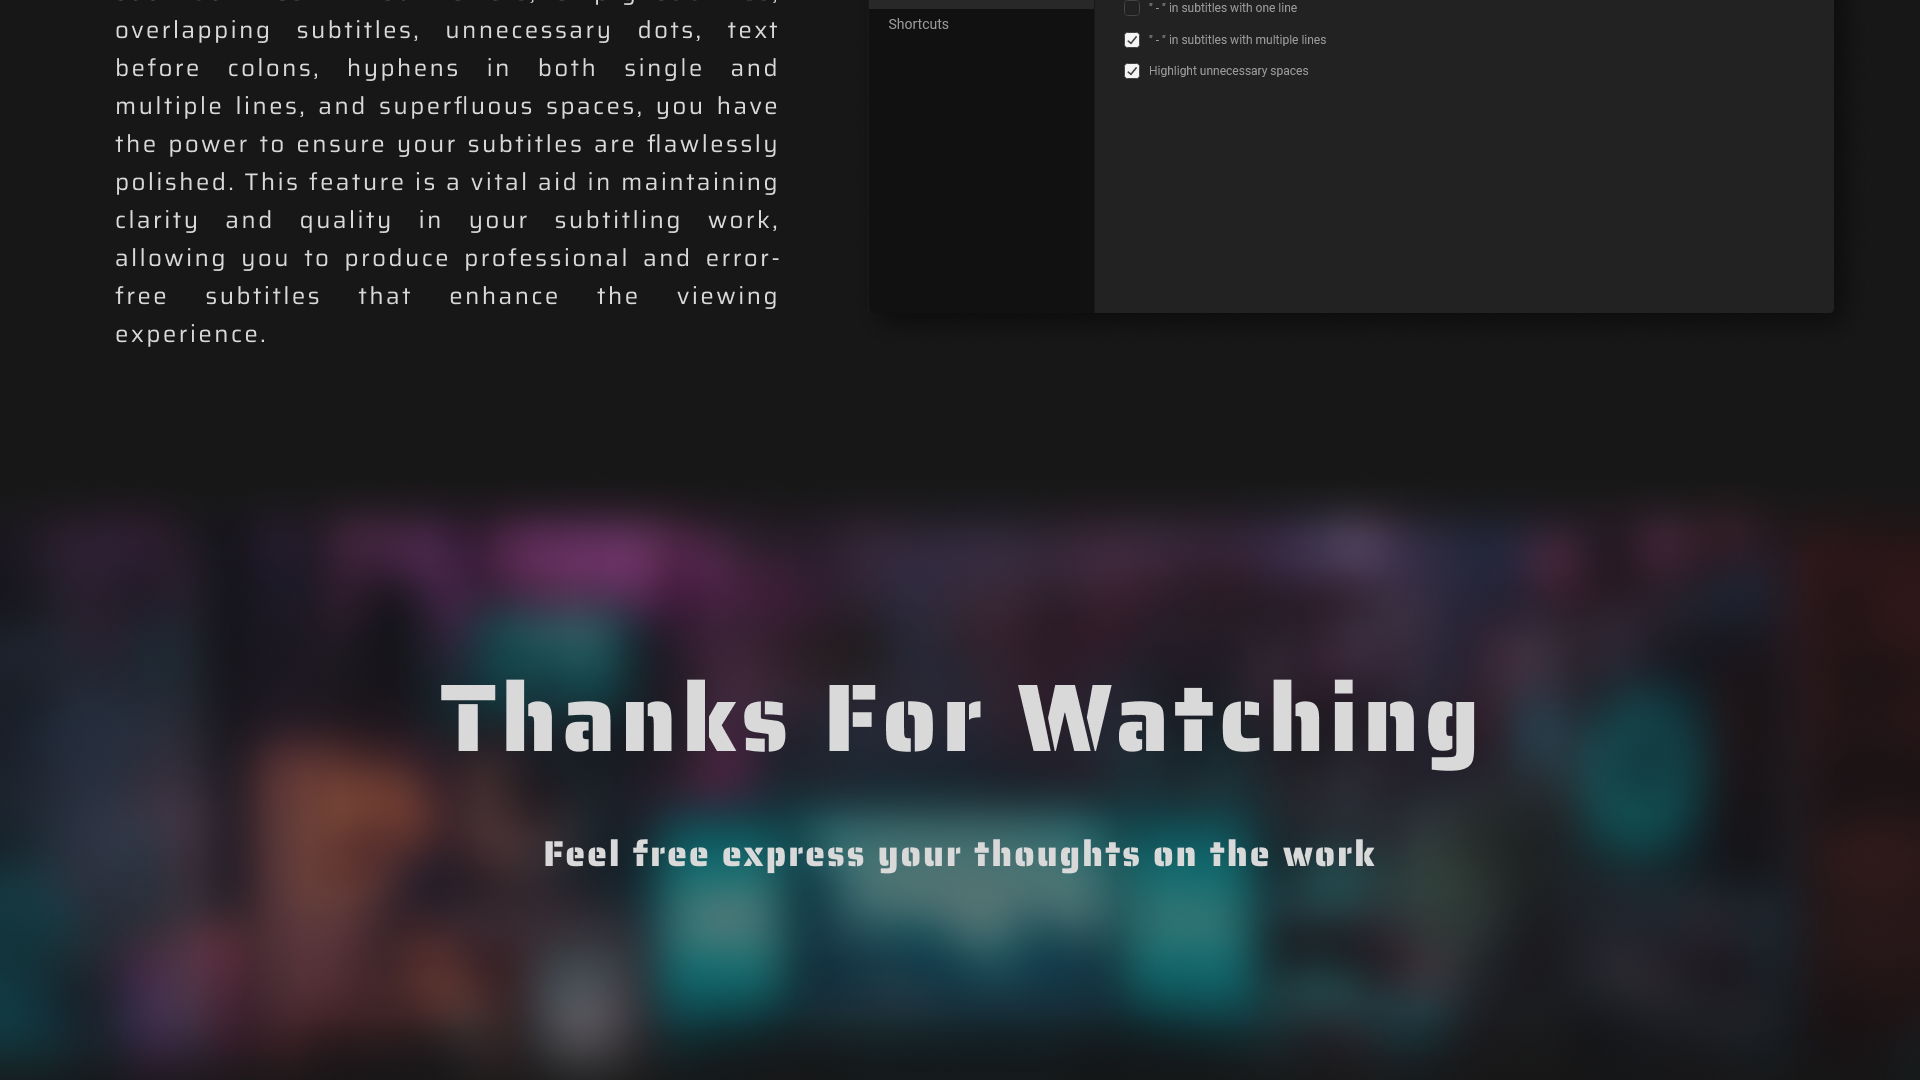 overlapping subtitles, unnecessary dots, text
before colons, hyphens in both single and
multiple lines, and superfluous spaces, you have
the power to ensure your subtitles are flawlessly
polished. This feature is a vital aid in maintaining
clarity and quality in your subtitling work,
allowing you to produce professional and error-
free subtitles that enhance the viewing
experience.
Shortcuts
" - " in subtitles with one line
" - " in subtitles with multiple lines
Highlight unnecessary spaces
Thanks For Watching
Feel free express your thoughts on the work